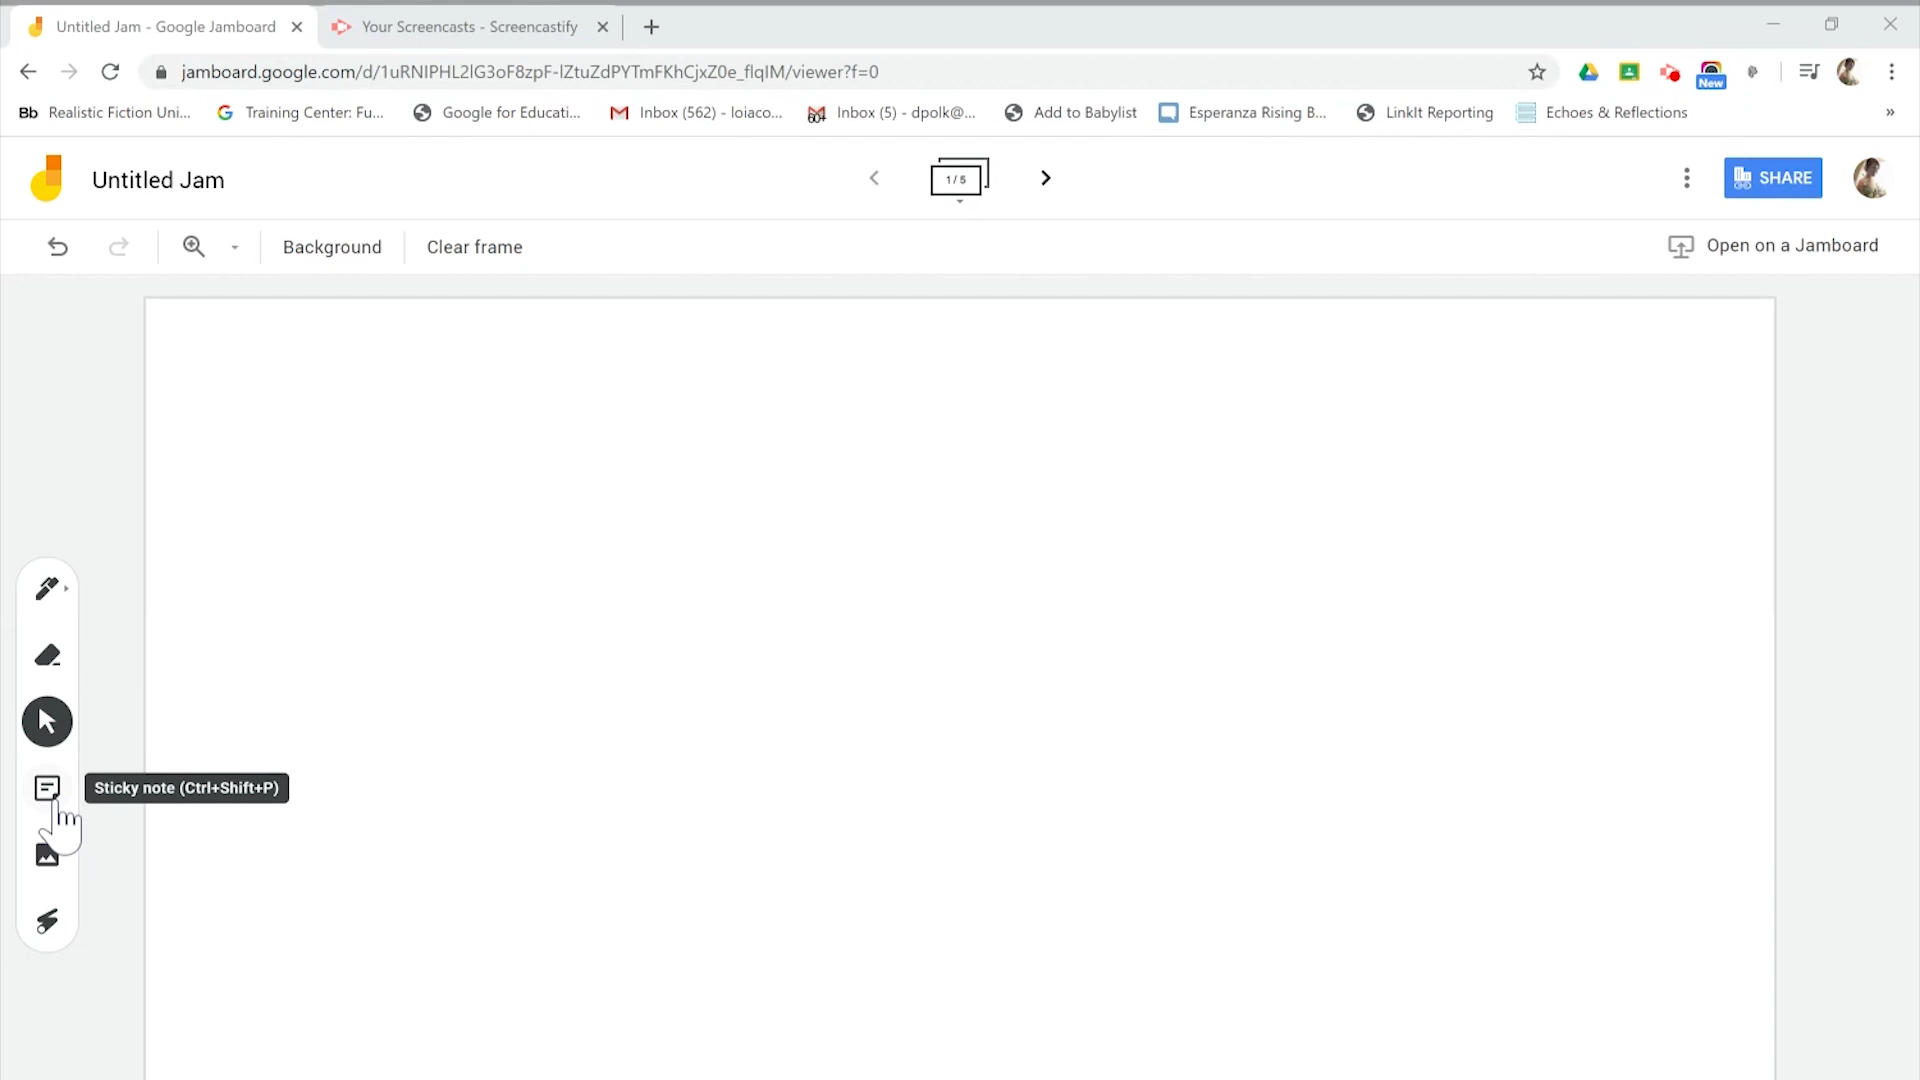 Untitled Jam - Google Jamboard
Your Screencasts - Screencastify
jamboard.google.com/d/1uRNIPHL2lG3oF8zpF-lZtuZdPYTmFKhCjxZ0e_flqIM/viewer?f=0
New
Bb Realistic Fiction Uni...
Training Center: Fu...
Google for Educati...
Inbox (562) - loiaco...
Inbox (5) - dpolk@...
Add to Babylist
Esperanza Rising B...
LinkIt Reporting
Echoes & Reflections
»
Untitled Jam
1 / 5
SHARE
Background
Clear frame
Open on a Jamboard
Sticky note (Ctrl+Shift+P)